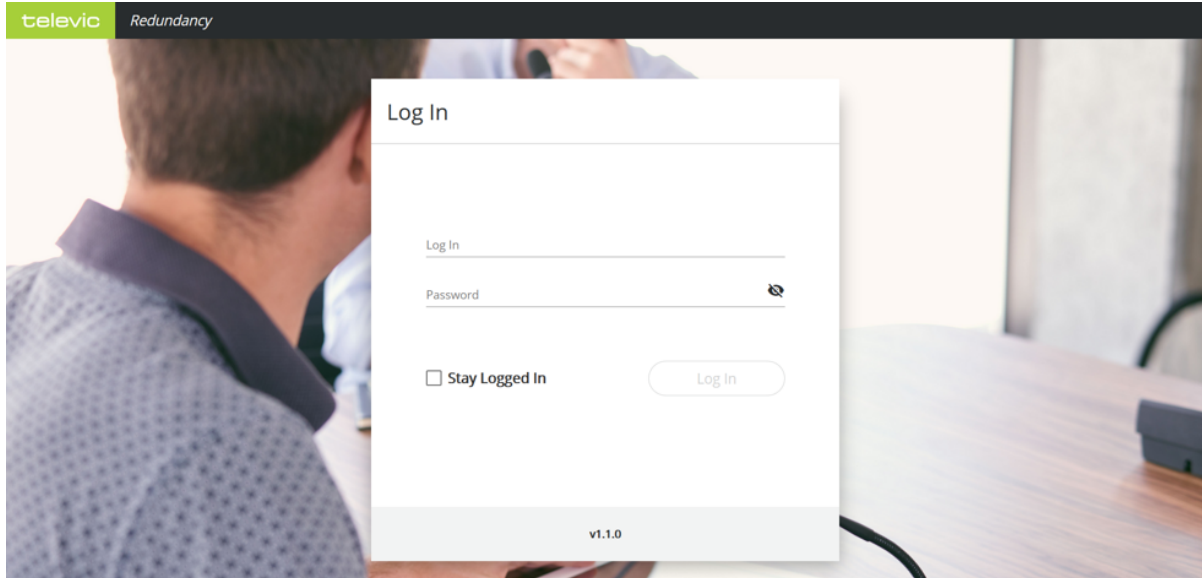 televic Redundancy
Log In
Log In
Password
Stay Logged In Log In
v1.1.0